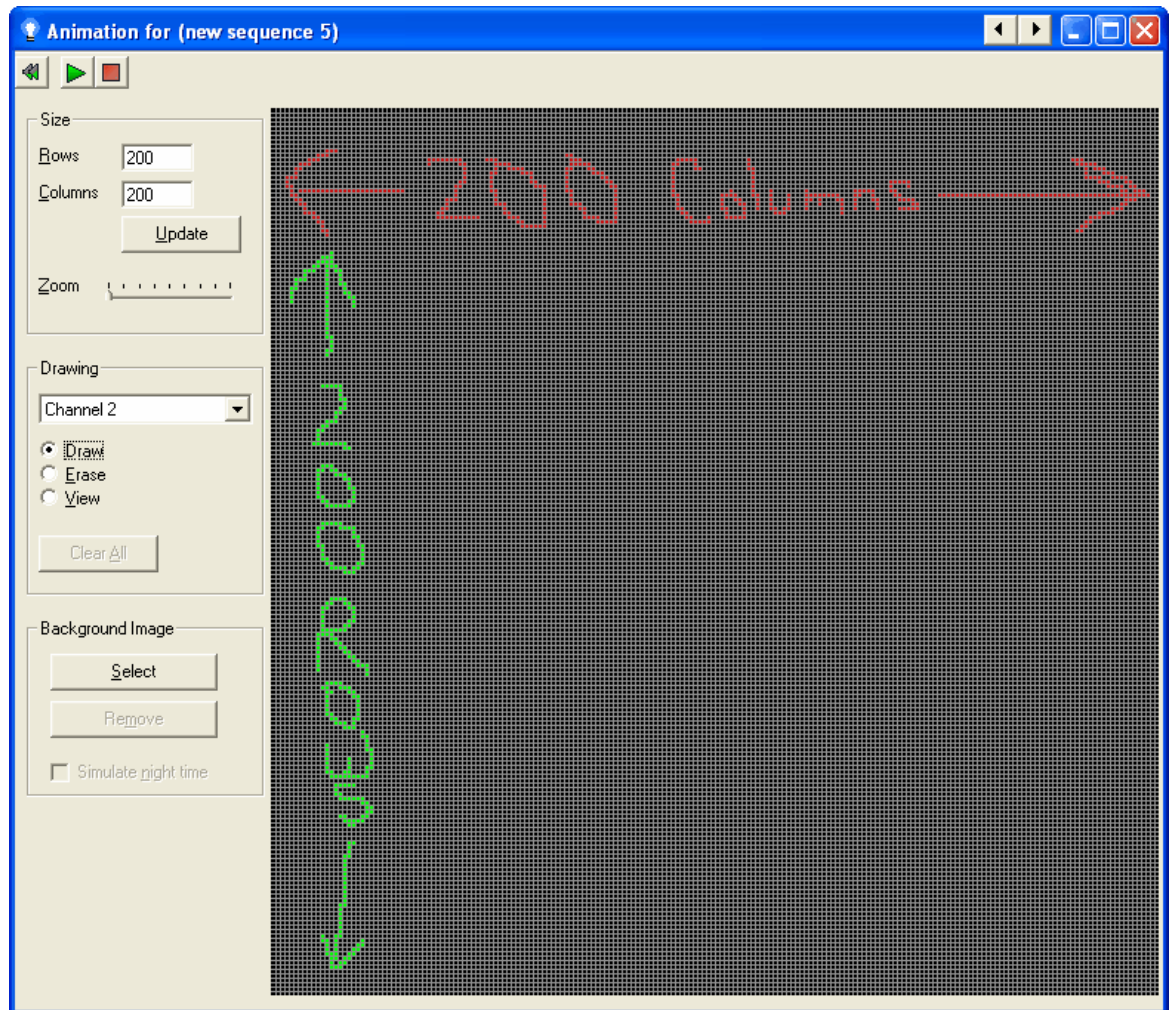 Animation for (new sequence 5)
Size
Rows 200
Columns 200
Update
Zoom
Drawing
Channel 2
Draw
Erase
View
Clear All
Background Image
Select
Remove
Simulate night time
200 Columns
200 ROWS